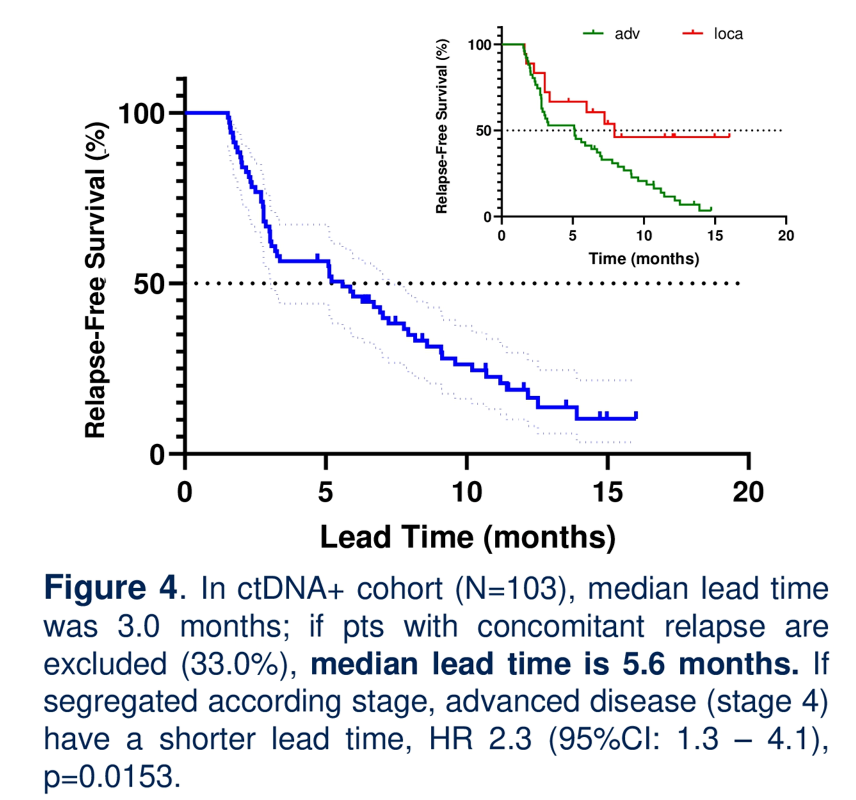 adv
loca
Relapse-Free Survival (%)
100
50
0
0 5 10 15 20
Time (months)
Relapse-Free Survival (%)
100
50
0
0 5 10 15 20
Lead Time (months)
Figure 4. In ctDNA+ cohort (N=103), median lead time
was 3.0 months; if pts with concomitant relapse are
excluded (33.0%), median lead time is 5.6 months. If
segregated according stage, advanced disease (stage 4)
have a shorter lead time, HR 2.3 (95%CI: 1.3 – 4.1),
p=0.0153.